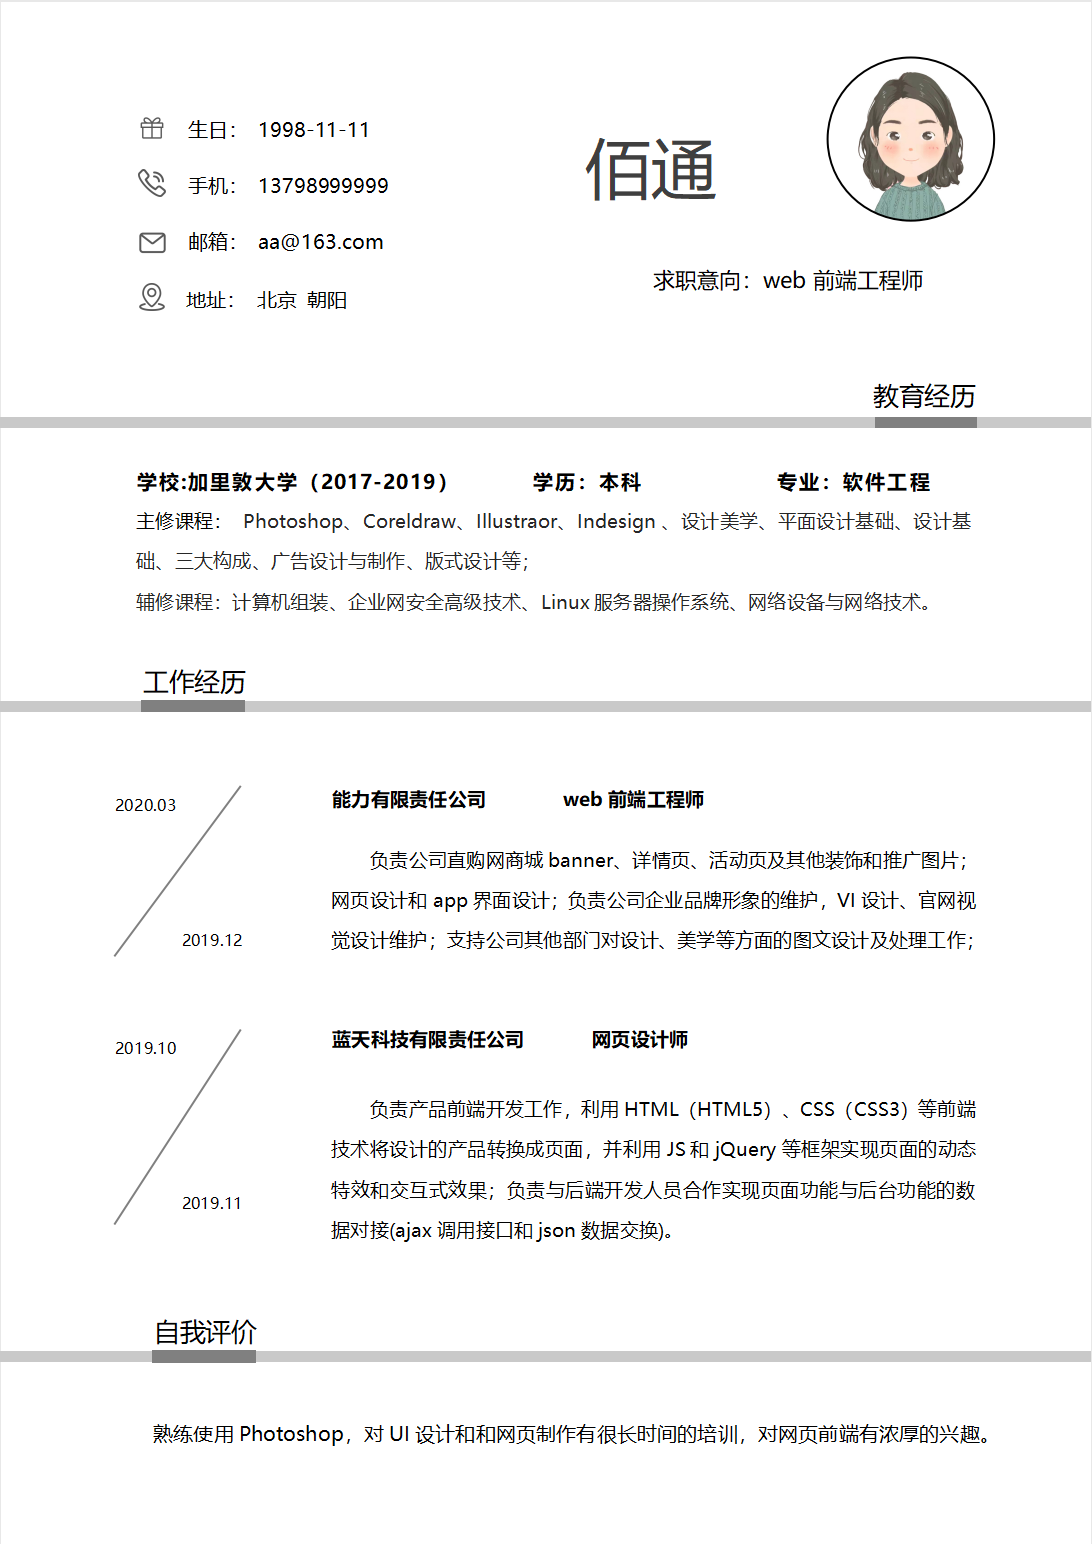 生日： 1998-11-11
手机： 13798999999
邮箱： aa@163.com
地址： 北京 朝阳
佰通
求职意向：web 前端工程师
教育经历
学校:加里敦大学（2017-2019） 学历：本科 专业：软件工程
主修课程： Photoshop、Coreldraw、Illustraor、Indesign 、设计美学、平面设计基础、设计基
础、三大构成、广告设计与制作、版式设计等；
辅修课程：计算机组装、企业网安全高级技术、Linux 服务器操作系统、网络设备与网络技术。
工作经历
2020.03
2019.12
能力有限责任公司 web 前端工程师
负责公司直购网商城 banner、详情页、活动页及其他装饰和推广图片；
网页设计和 app 界面设计；负责公司企业品牌形象的维护，VI 设计、官网视
觉设计维护；支持公司其他部门对设计、美学等方面的图文设计及处理工作；
2019.10
2019.11
蓝天科技有限责任公司 网页设计师
负责产品前端开发工作，利用 HTML（HTML5）、CSS（CSS3）等前端
技术将设计的产品转换成页面，并利用 JS 和 jQuery 等框架实现页面的动态
特效和交互式效果；负责与后端开发人员合作实现页面功能与后台功能的数
据对接(ajax 调用接口和 json 数据交换)。
自我评价
熟练使用 Photoshop，对 UI 设计和和网页制作有很长时间的培训，对网页前端有浓厚的兴趣。